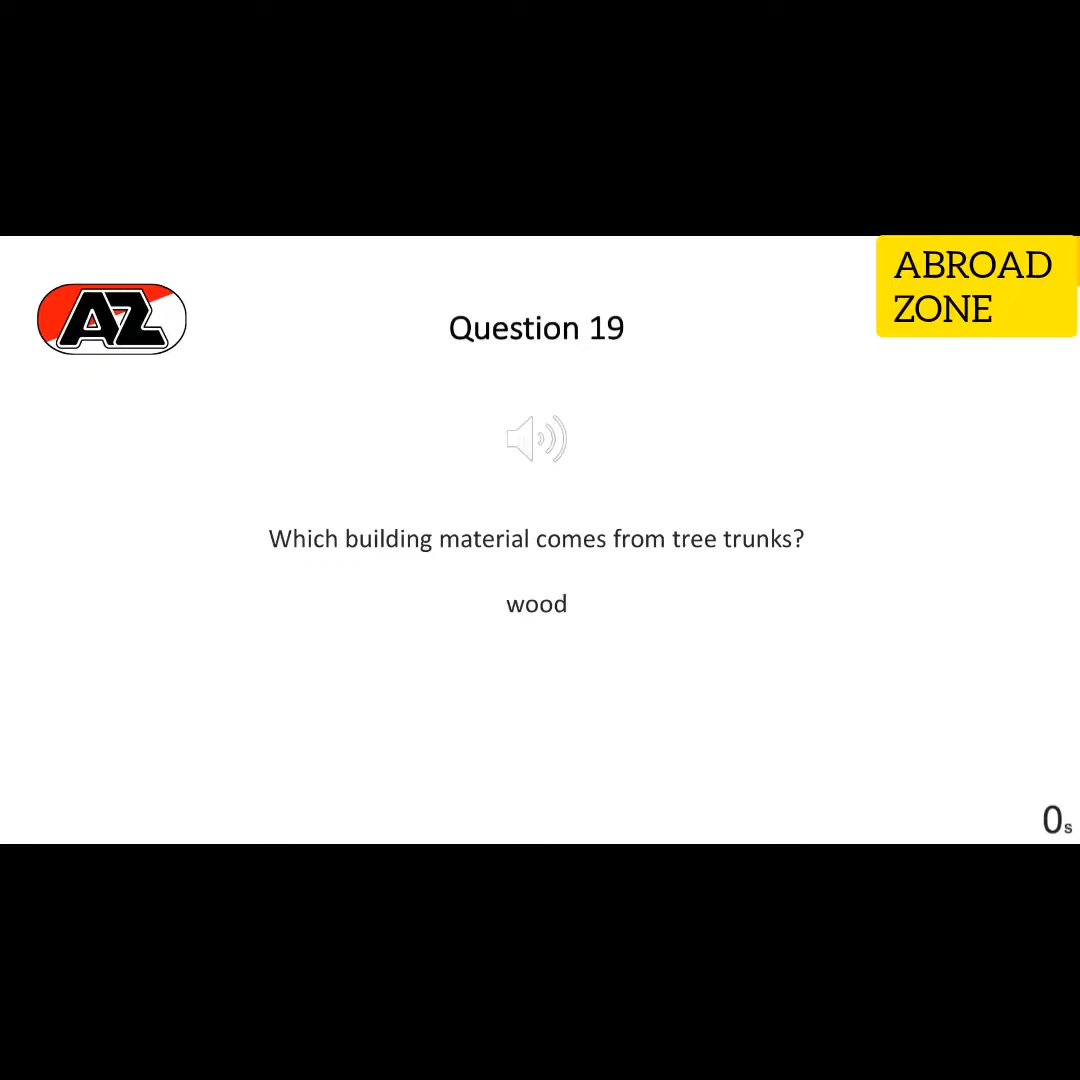 AZ
Question 19
ABROAD
ZONE
Which building material comes from tree trunks?
wood
0s